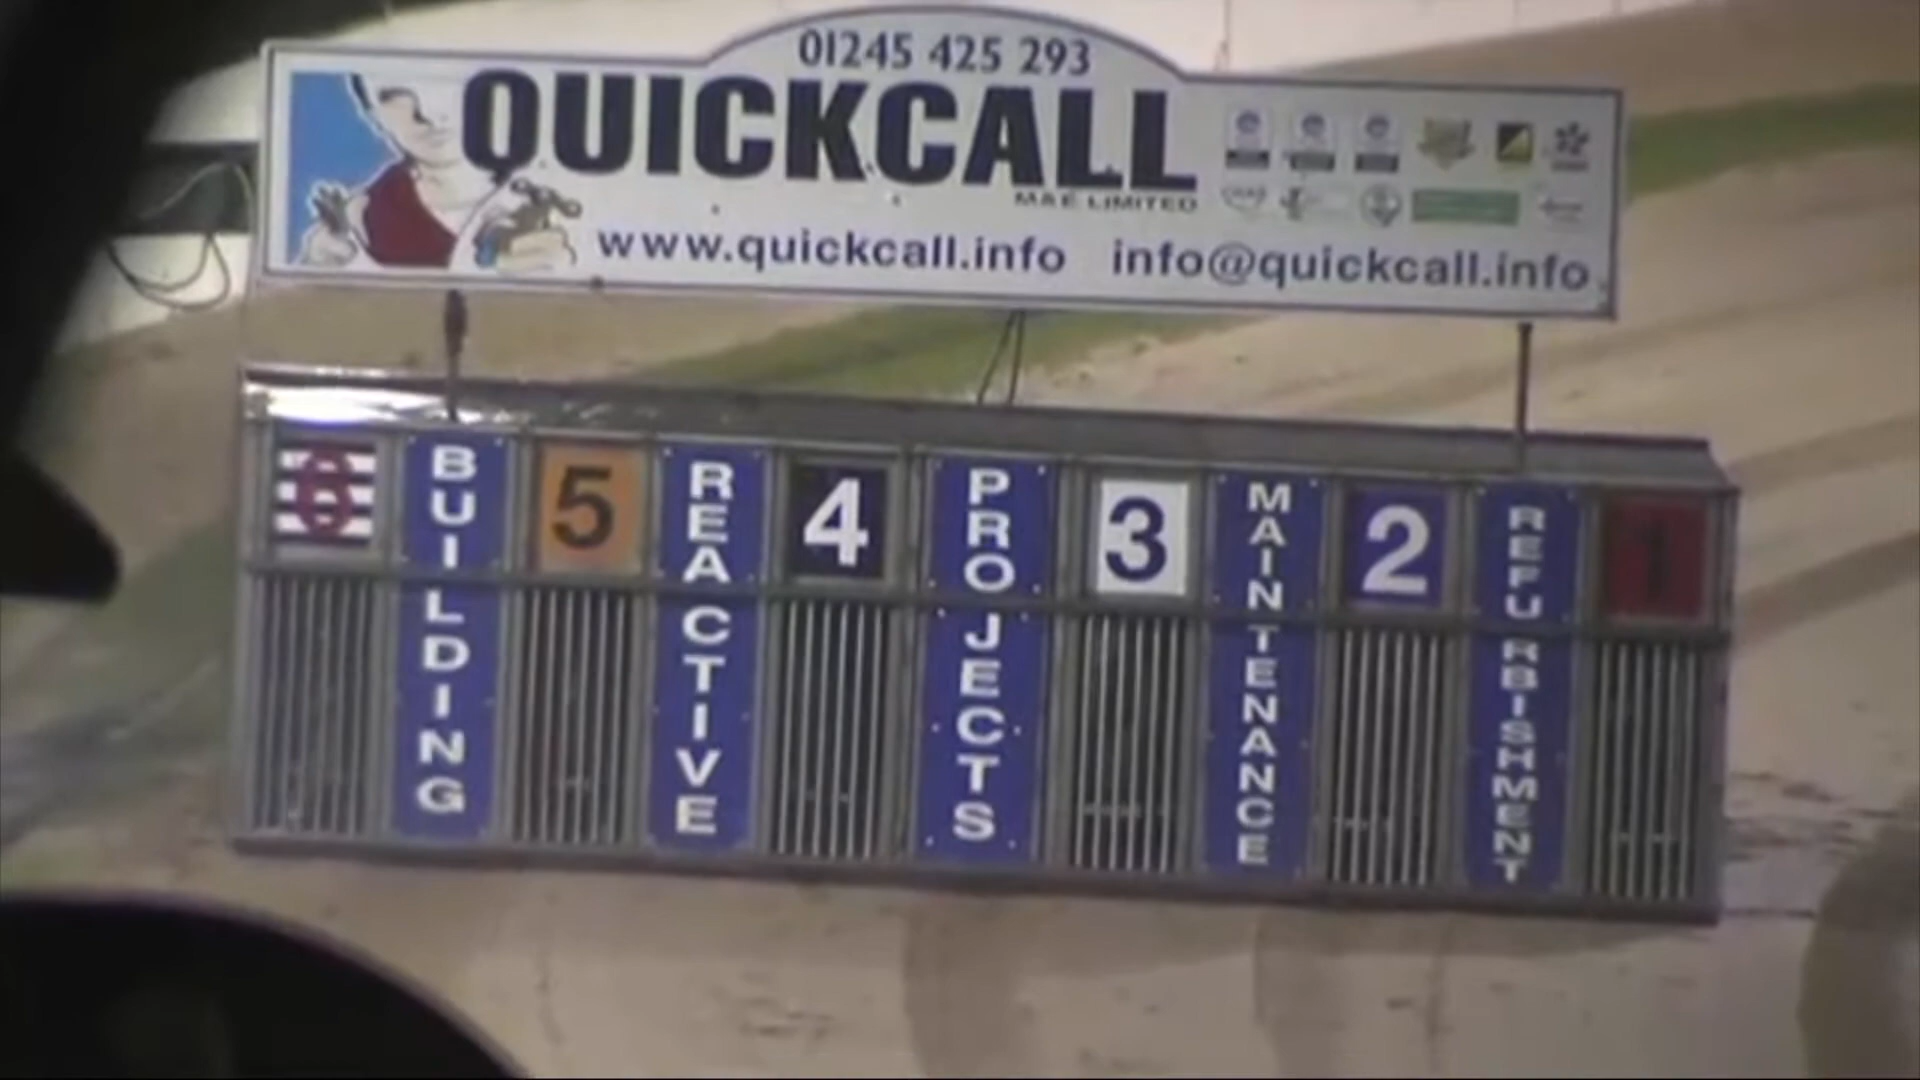 01245 425 293
QUICKCALL
M&E LIMITED
www.quickcall.info info@quickcall.info
6 BUILDING 5 REACTIVE 4 PROJECTS 3 MAINTENANCE 2 REFURBISHMENT 1